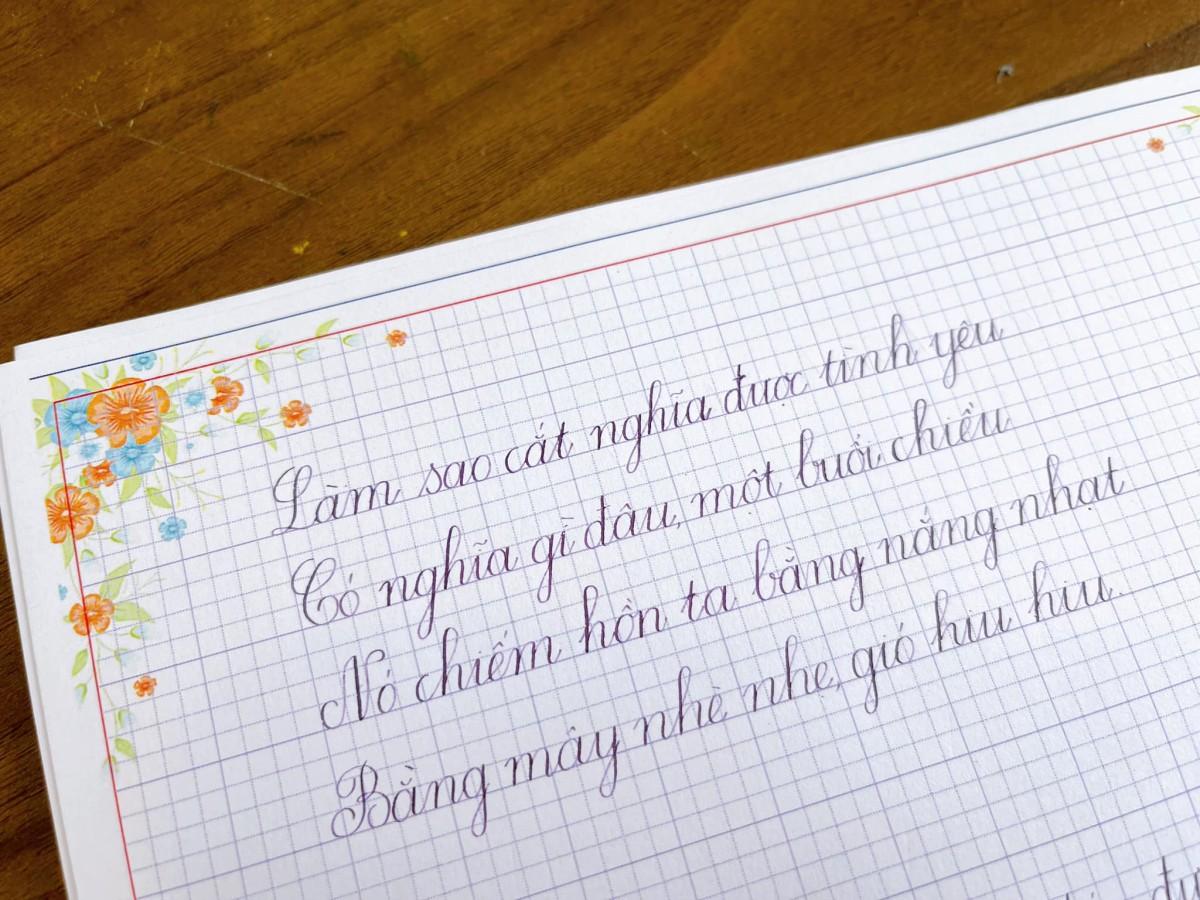 Làm sao cắt nghĩa được tình yêu
Có nghĩa gì đâu, một buổi chiều
Nó chiếm hồn ta bằng nắng nhạt
Bằng mây nhè nhẹ, gió hiu hiu.